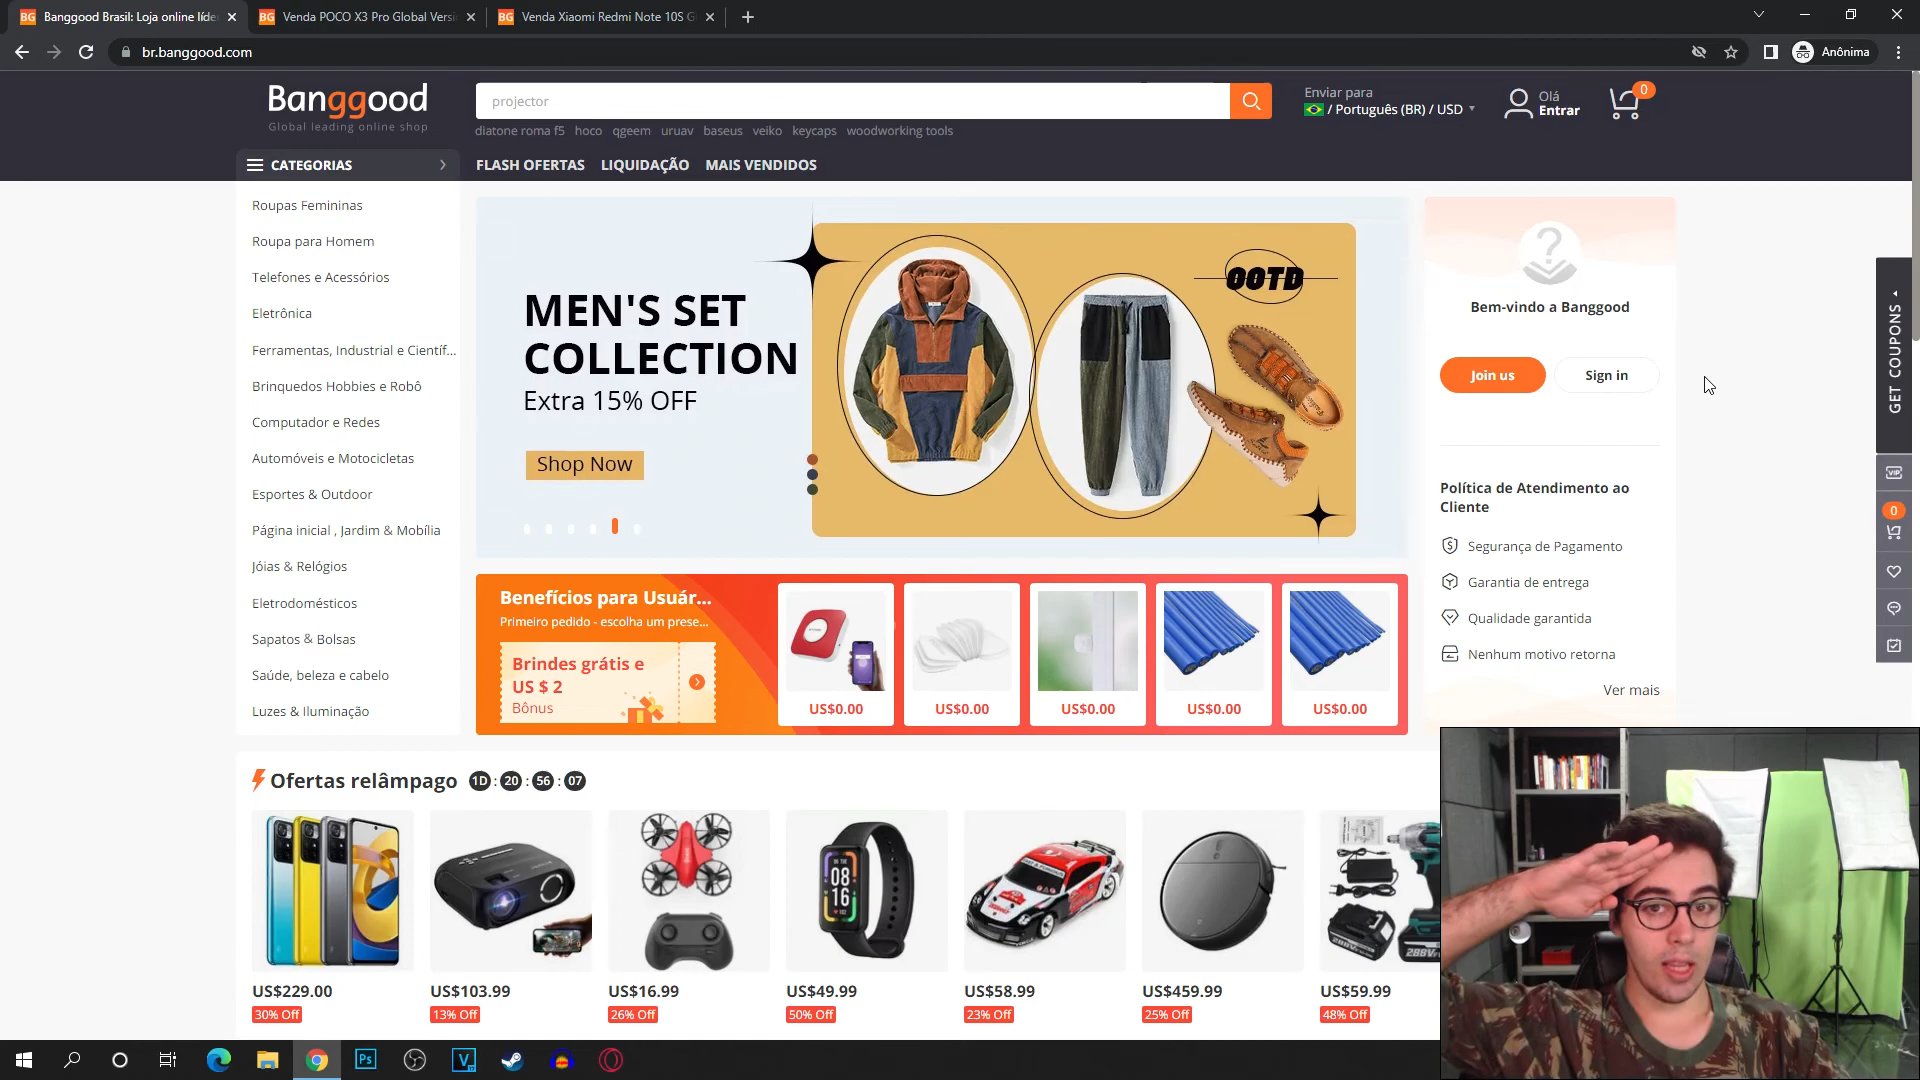 Banggood Brasil: Loja online líde
Venda POCO X3 Pro Global Versi
Venda Xiaomi Redmi Note 10S G
br.banggood.com
Anônima
Banggood
Global leading online shop
projector
Enviar para
/ Português (BR) / USD
Olá
Entrar
0
diatone roma f5 hoco qgeem uruav baseus veiko keycaps woodworking tools
CATEGORIAS
FLASH OFERTAS LIQUIDAÇÃO MAIS VENDIDOS
Roupas Femininas
Roupa para Homem
Telefones e Acessórios
Eletrônica
Ferramentas, Industrial e Científ...
Brinquedos Hobbies e Robô
Computador e Redes
Automóveis e Motocicletas
Esportes & Outdoor
Página inicial , Jardim & Mobília
Jóias & Relógios
Eletrodomésticos
Sapatos & Bolsas
Saúde, beleza e cabelo
Luzes & Iluminação
MEN'S SET
COLLECTION
Extra 15% OFF
Shop Now
OOTD
Bem-vindo a Banggood
Join us
Sign in
Política de Atendimento ao
Cliente
Segurança de Pagamento
Garantia de entrega
Qualidade garantida
Nenhum motivo retorna
Ver mais
GET COUPONS
VIP
0
Benefícios para Usuár...
Primeiro pedido - escolha um prese...
Brindes grátis e
US $ 2
Bônus
US$0.00
US$0.00
US$0.00
US$0.00
US$0.00
Ofertas relâmpago 1D : 20 : 56 : 07
08
16
288V
US$229.00
30% Off
US$103.99
13% Off
US$16.99
26% Off
US$49.99
50% Off
US$58.99
23% Off
US$459.99
25% Off
US$59.99
48% Off
Ps
V